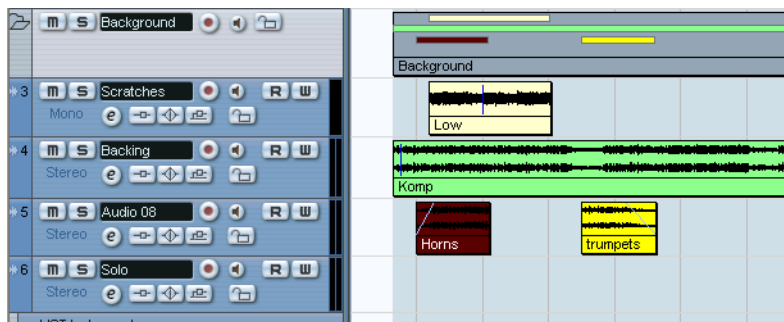 m S Background
Background
3 m S Scratches R W
Mono e
Low
4 m S Backing R W
Stereo e
Komp
5 m S Audio 08 R W
Stereo e
Horns
trumpets
6 m S Solo R W
Stereo e